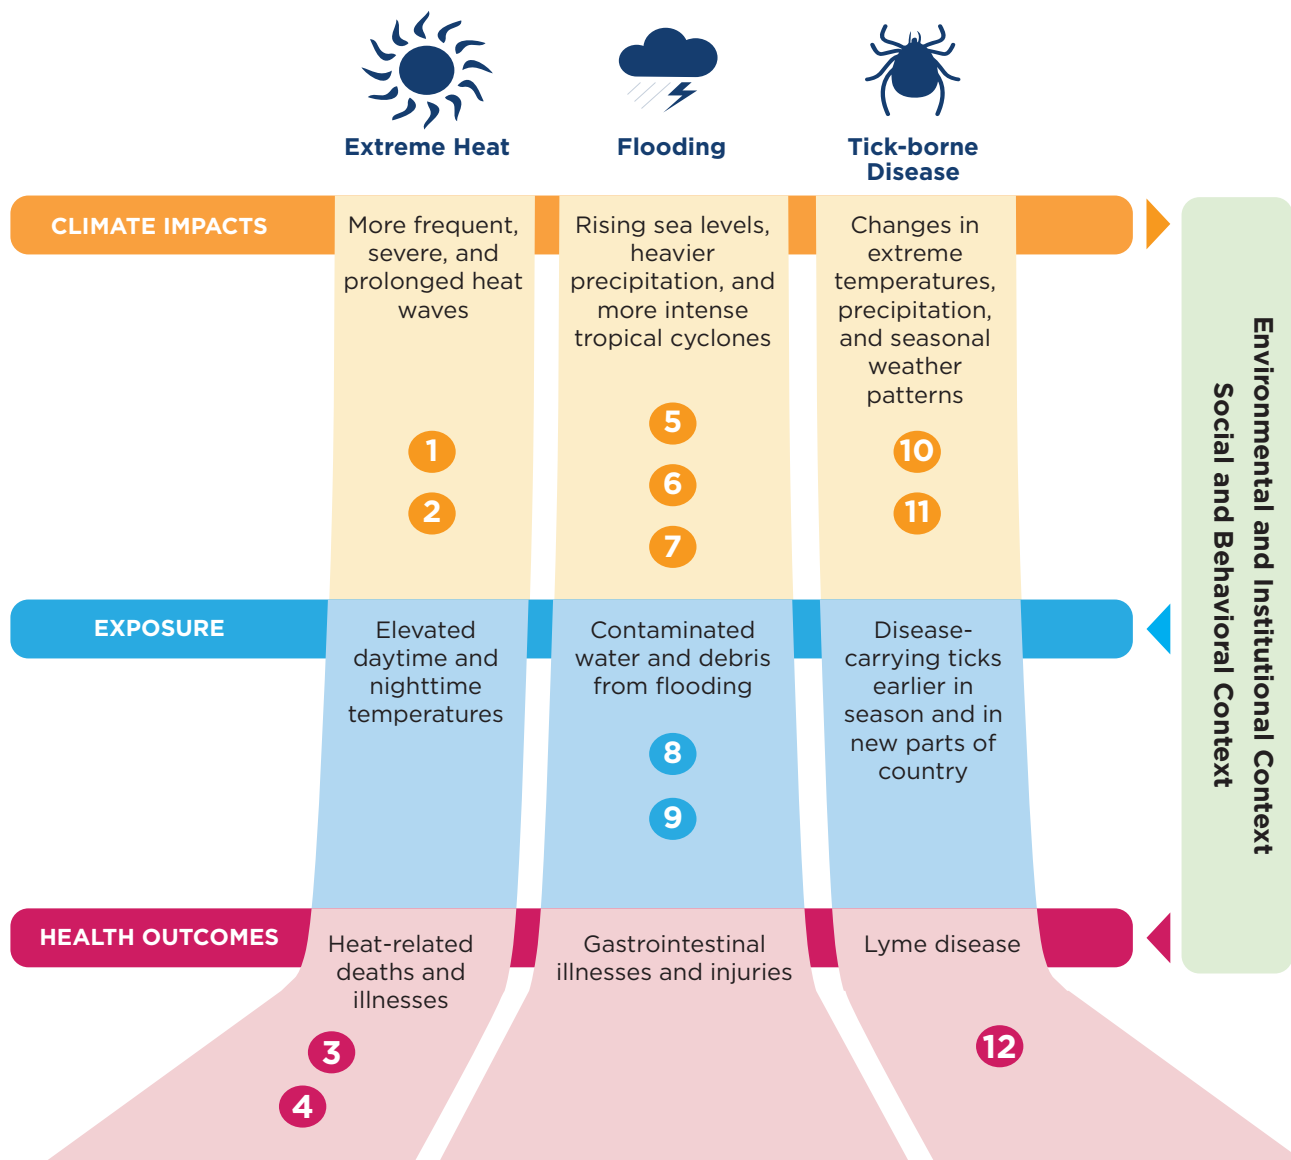 Extreme Heat
Flooding
Tick-borne
Disease
CLIMATE IMPACTS
More frequent,
severe, and
prolonged heat
waves
1
2
Rising sea levels,
heavier
precipitation, and
more intense
tropical cyclones
5
6
7
Changes in
extreme
temperatures,
precipitation,
and seasonal
weather
patterns
10
11
EXPOSURE
Elevated
daytime and
nighttime
temperatures
Contaminated
water and debris
from flooding
8
9
Disease-
carrying ticks
earlier in
season and in
new parts of
country
HEALTH OUTCOMES
Heat-related
deaths and
illnesses
3
4
Gastrointestinal
illnesses and injuries
Lyme disease
12
Environmental and Institutional Context
Social and Behavioral Context